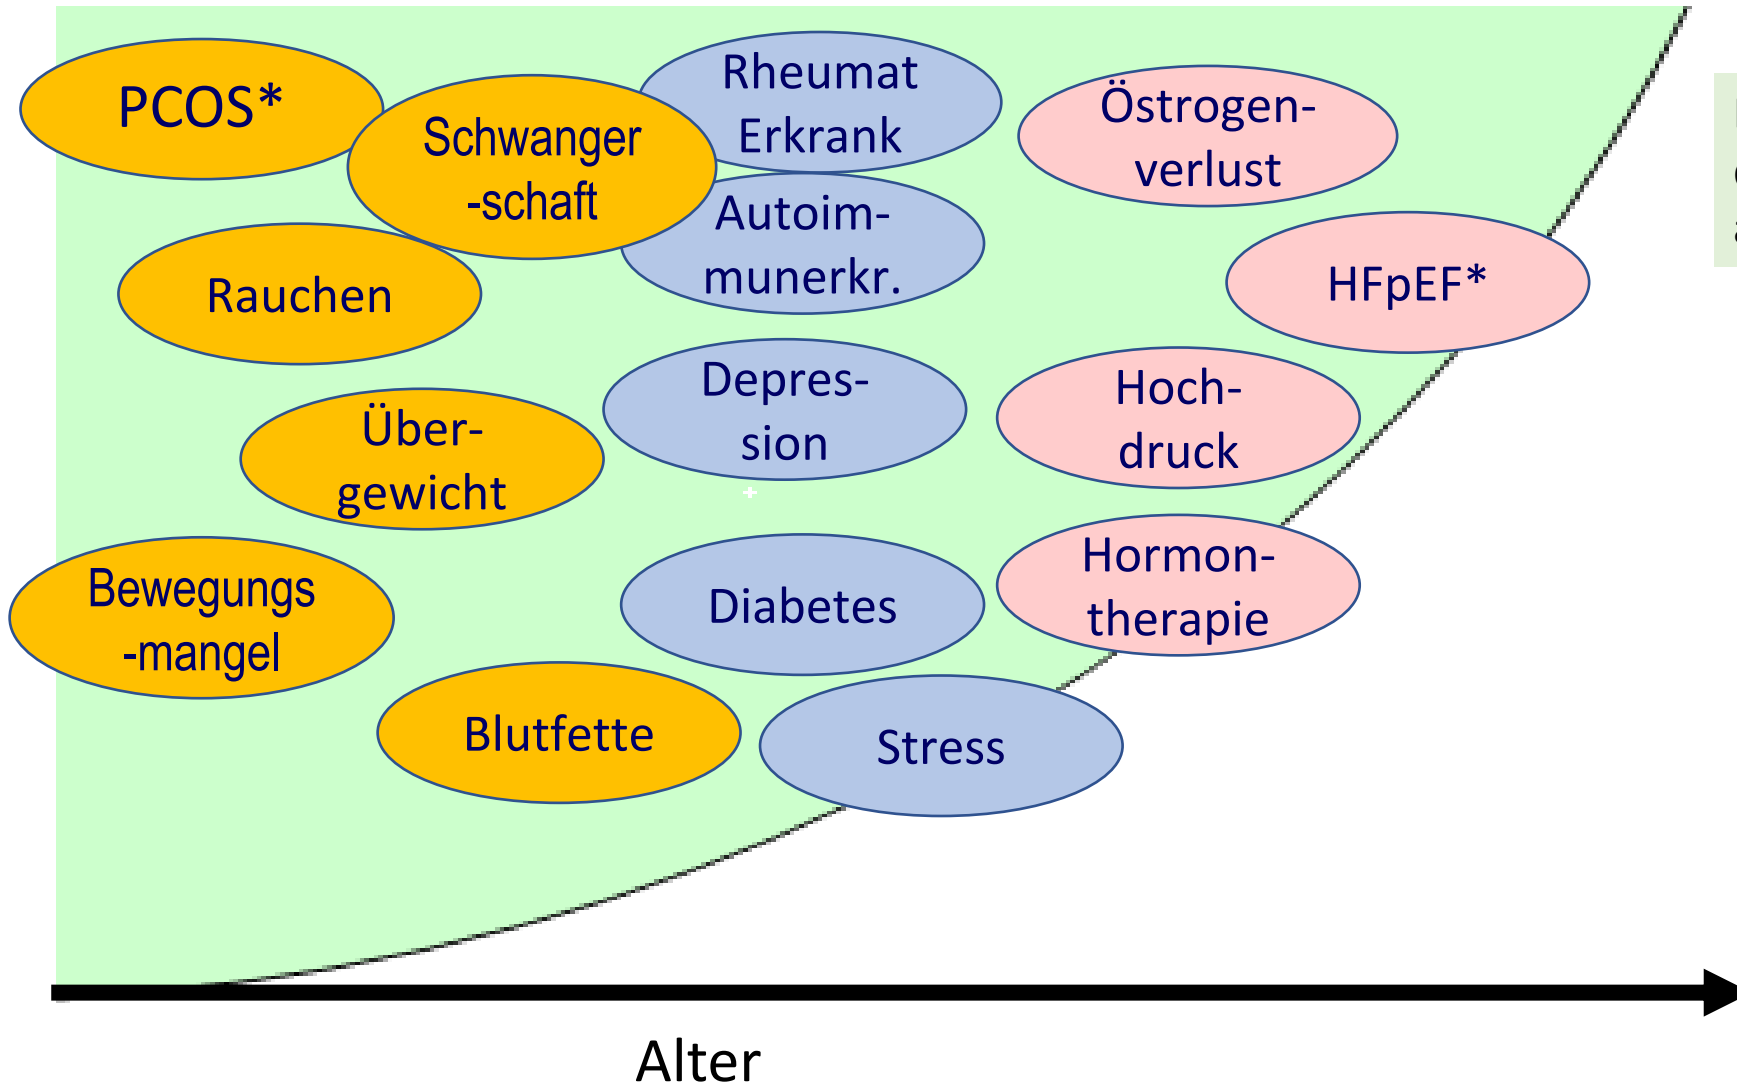 PCOS*
Schwanger
-schaft
Rheumat
Erkrank
Östrogen-
verlust
Autoim-
munerkr.
Rauchen
HFpEF*
Depres-
sion
Hoch-
druck
Über-
gewicht
Hormon-
therapie
Bewegungs
-mangel
Diabetes
Blutfette
Stress
Alter